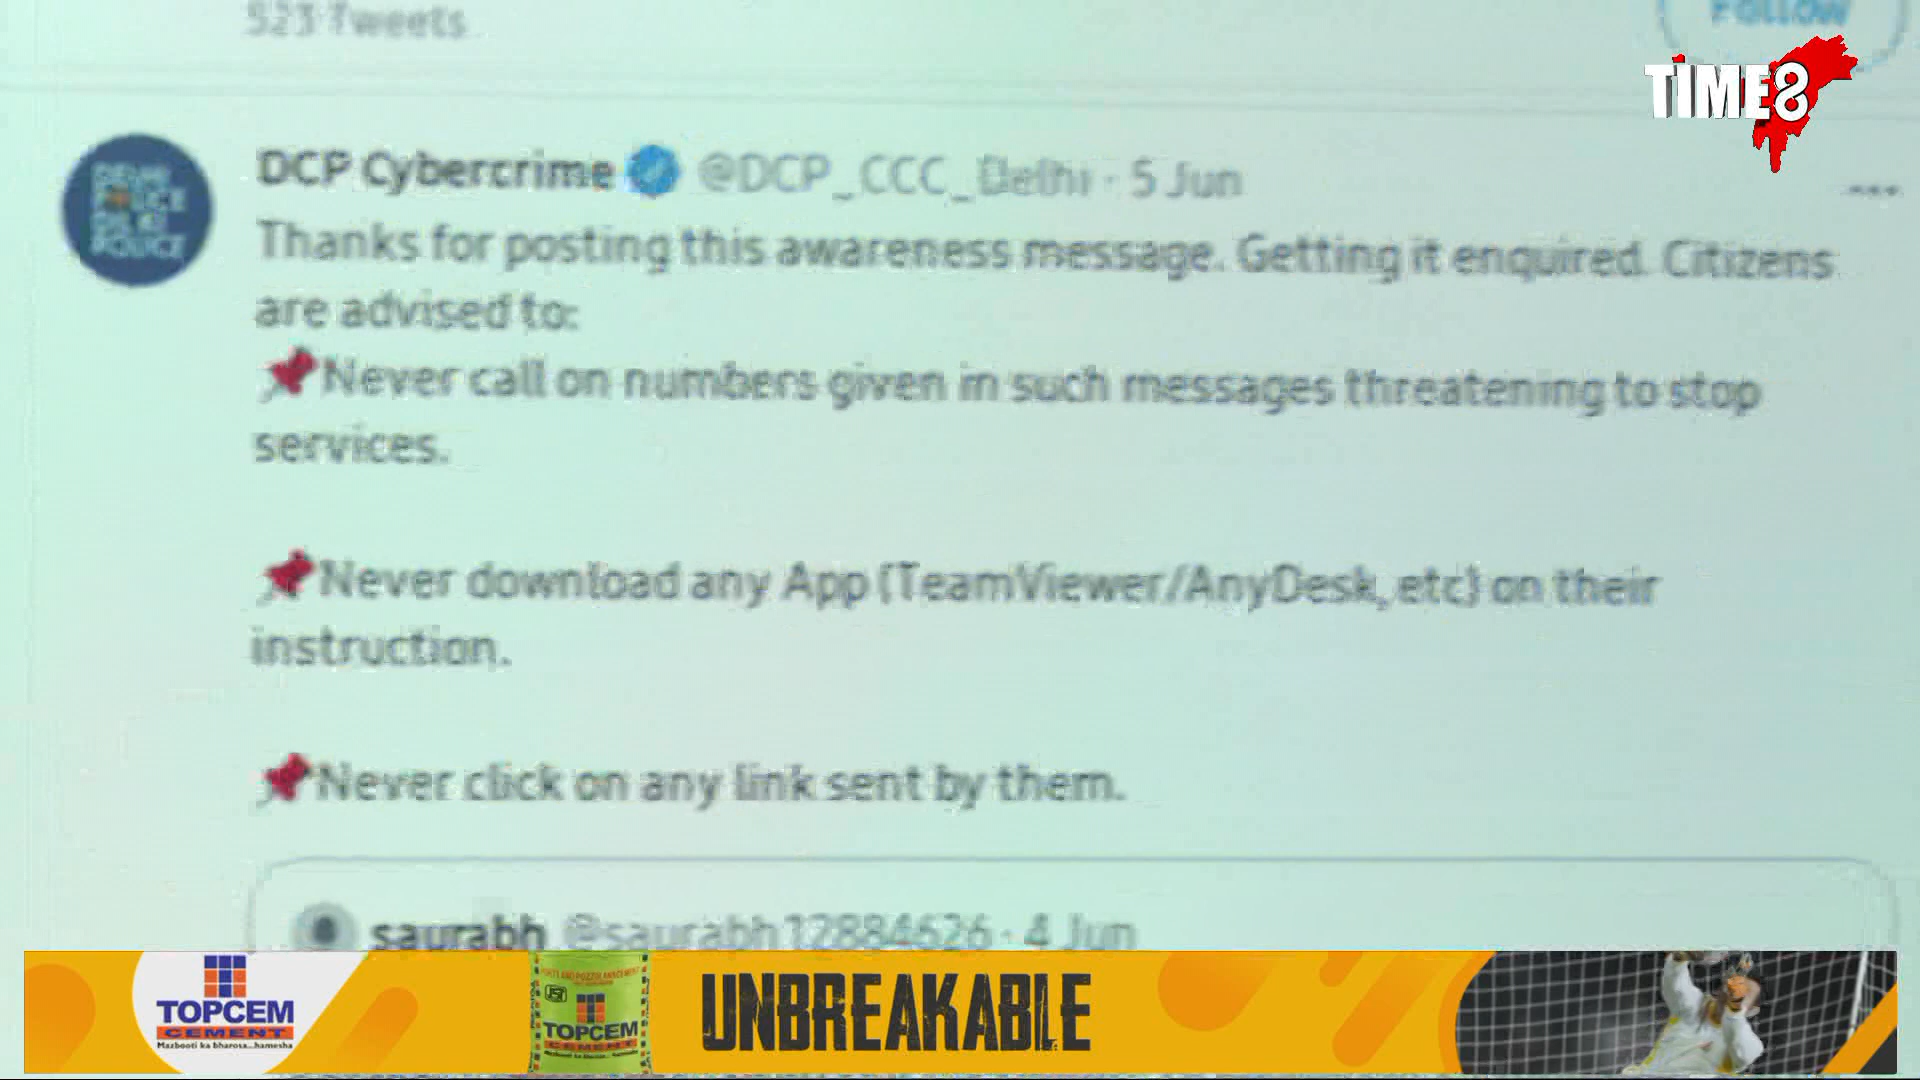 523 Tweets
Follow
TIME8
DCP Cybercrime @DCP_CCC_Delhi · 5 Jun
Thanks for posting this awareness message. Getting it enquired. Citizens
are advised to:
📌Never call on numbers given in such messages threatening to stop
services.
📌Never download any App (TeamViewer/AnyDesk, etc) on their
instruction.
📌Never click on any link sent by them.
saurabh @saurabh12884626 · 4 Jun
TOPCEM
CEMENT
Mazbooti ka bharosa...hamesha
TOPCEM
CEMENT
UNBREAKABLE